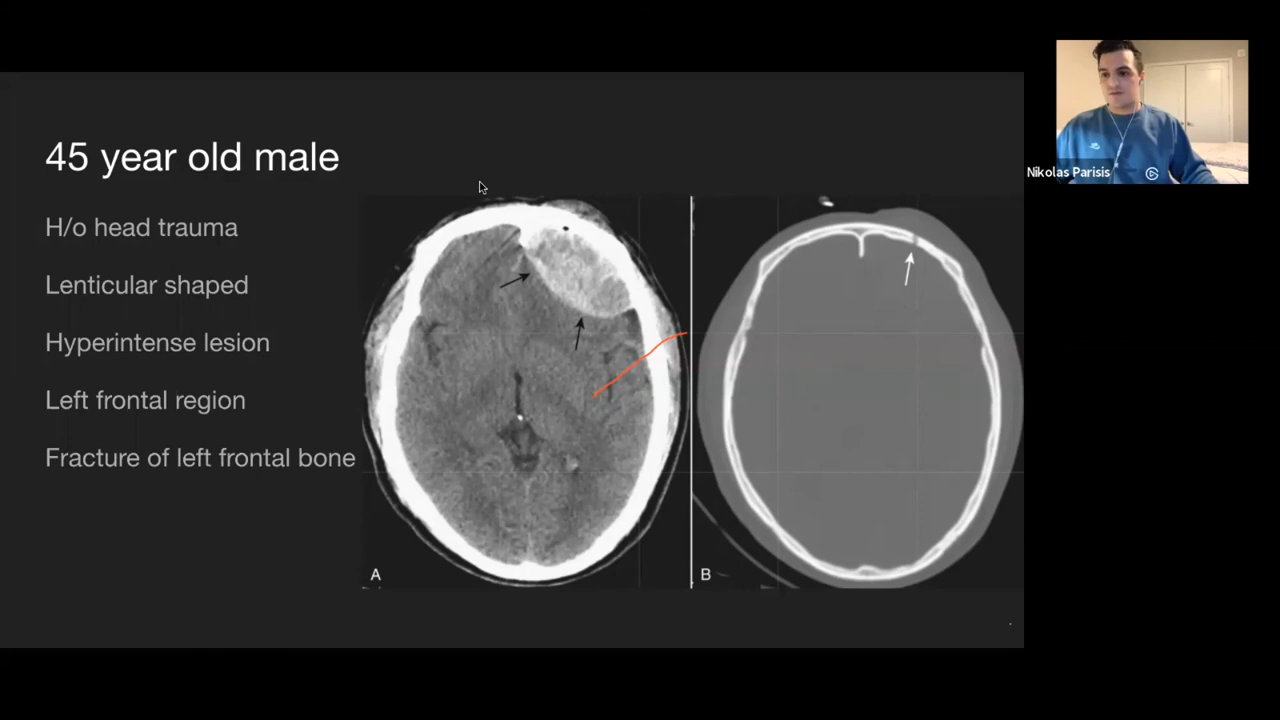 45 year old male
H/o head trauma
Lenticular shaped
Hyperintense lesion
Left frontal region
Fracture of left frontal bone
A
B
Nikolas Parisis